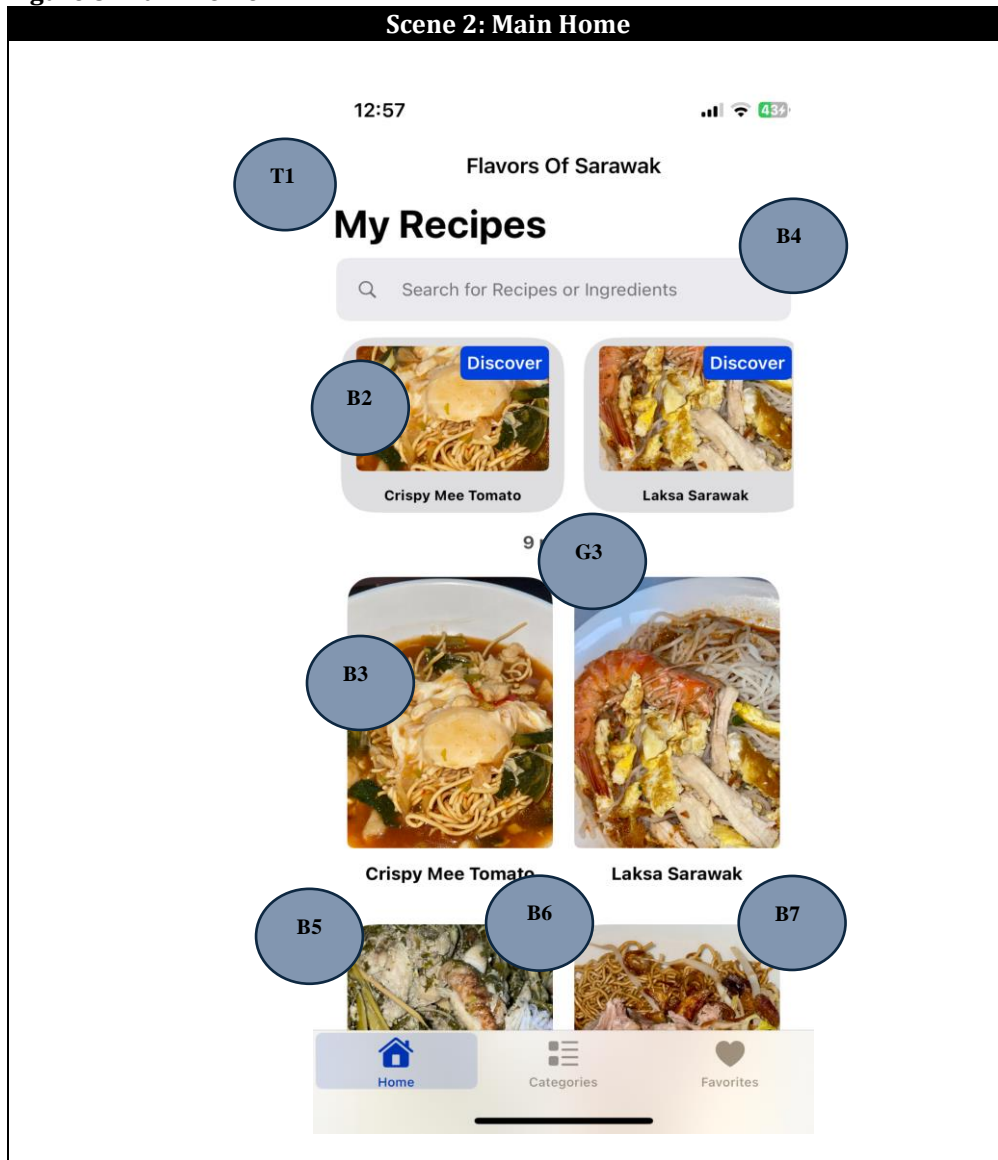 Scene 2: Main Home
12:57
43
T1
Flavors Of Sarawak
My Recipes
B4
Search for Recipes or Ingredients
Discover
Discover
B2
Crispy Mee Tomato
Laksa Sarawak
9
G3
B3
Crispy Mee Tomato
Laksa Sarawak
B5
B6
B7
Home
Categories
Favorites